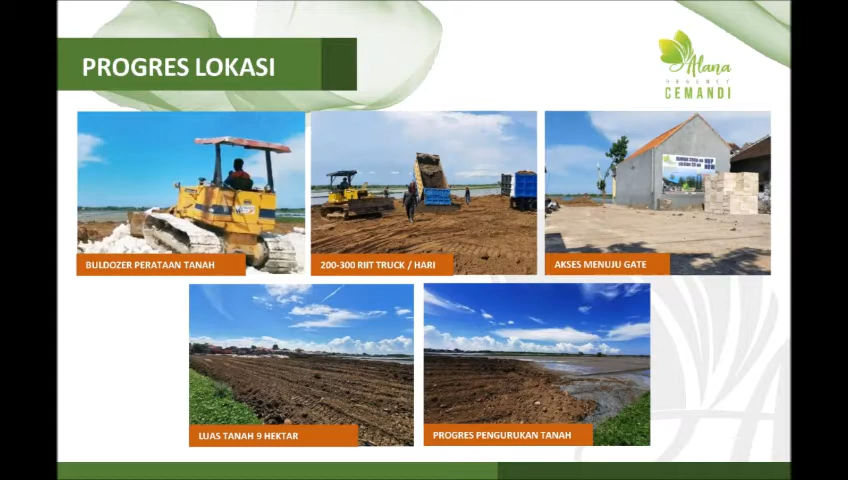 PROGRES LOKASI
Alana
REGENCY
CEMANDI
BULDOZER PERATAAN TANAH
200-300 RIIT TRUCK / HARI
AKSES MENUJU GATE
LUAS TANAH 9 HEKTAR
PROGRES PENGURUKAN TANAH